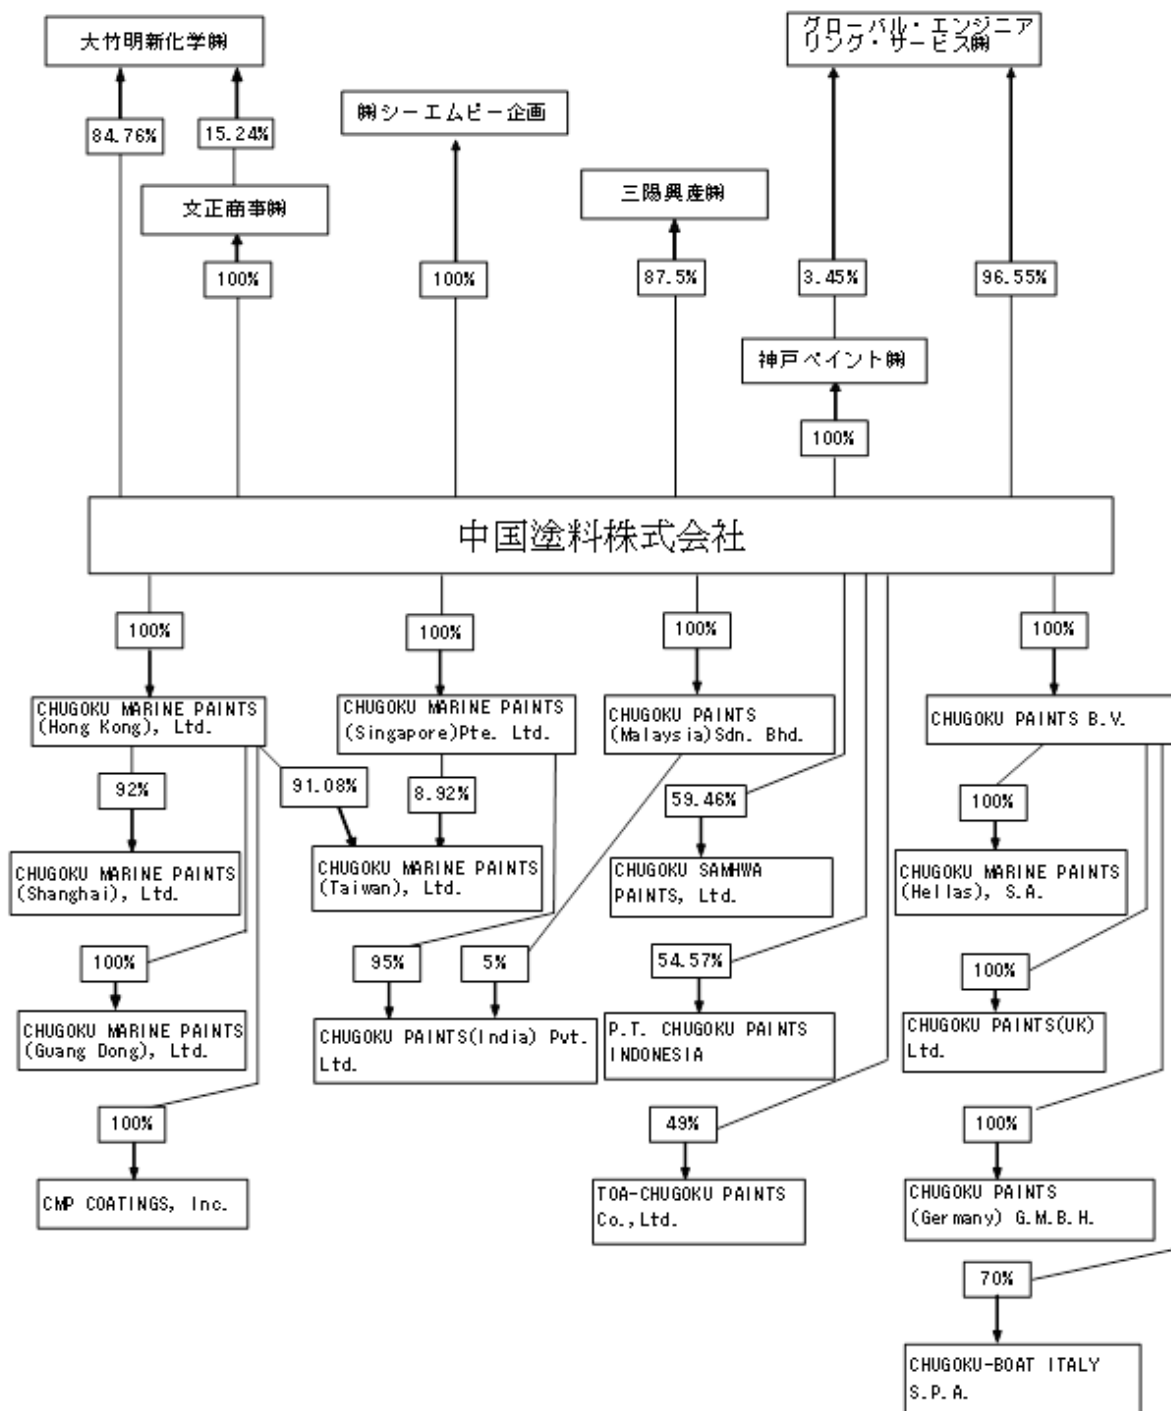 大竹明新化学㈱
グローバル・エンジニア
リング・サービス㈱
㈱シーエムピー企画
84.76%
15.24%
三陽興産㈱
文正商事㈱
100%
100%
87.5%
3.45%
96.55%
神戸ペイント㈱
100%
中国塗料株式会社
100%
100%
100%
100%
CHUGOKU MARINE PAINTS
(Hong Kong), Ltd.
CHUGOKU MARINE PAINTS
(Singapore)Pte. Ltd.
CHUGOKU PAINTS
(Malaysia)Sdn. Bhd.
CHUGOKU PAINTS B.V.
92%
91.08%
8.92%
59.46%
100%
CHUGOKU MARINE PAINTS
(Shanghai), Ltd.
CHUGOKU MARINE PAINTS
(Taiwan), Ltd.
CHUGOKU SAMHWA
PAINTS, Ltd.
CHUGOKU MARINE PAINTS
(Hellas), S.A.
100%
95%
5%
54.57%
100%
CHUGOKU MARINE PAINTS
(Guang Dong), Ltd.
CHUGOKU PAINTS(India) Pvt.
Ltd.
P.T. CHUGOKU PAINTS
INDONESIA
CHUGOKU PAINTS(UK)
Ltd.
100%
49%
100%
CMP COATINGS, Inc.
TOA-CHUGOKU PAINTS
Co.,Ltd.
CHUGOKU PAINTS
(Germany) G.M.B.H.
70%
CHUGOKU-BOAT ITALY
S.P.A.